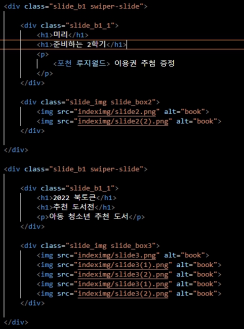 <div class="slide_b1 swiper-slide">
<div class="slide_b1_1">
<h1>미리</h1>
<h1>준비하는 2학기</h1>
<p>
<포천 루지월드> 이용권 추첨 증정
</p>
</div>
<div class="slide_img slide_box2">
<img src="indeximg/slide2.png" alt="book">
<img src="indeximg/slide2(2).png" alt="book">
</div>
</div>
<div class="slide_b1 swiper-slide">
<div class="slide_b1_1">
<h1>2022 북토큰</h1>
<h1>추천 도서전</h1>
<p>아동 청소년 추천 도서</p>
</div>
<div class="slide_img slide_box3">
<img src="indeximg/slide3.png" alt="book">
<img src="indeximg/slide3(1).png" alt="book">
<img src="indeximg/slide3(2).png" alt="book">
<img src="indeximg/slide3(1).png" alt="book">
<img src="indeximg/slide3(2).png" alt="book">
</div>
</div>